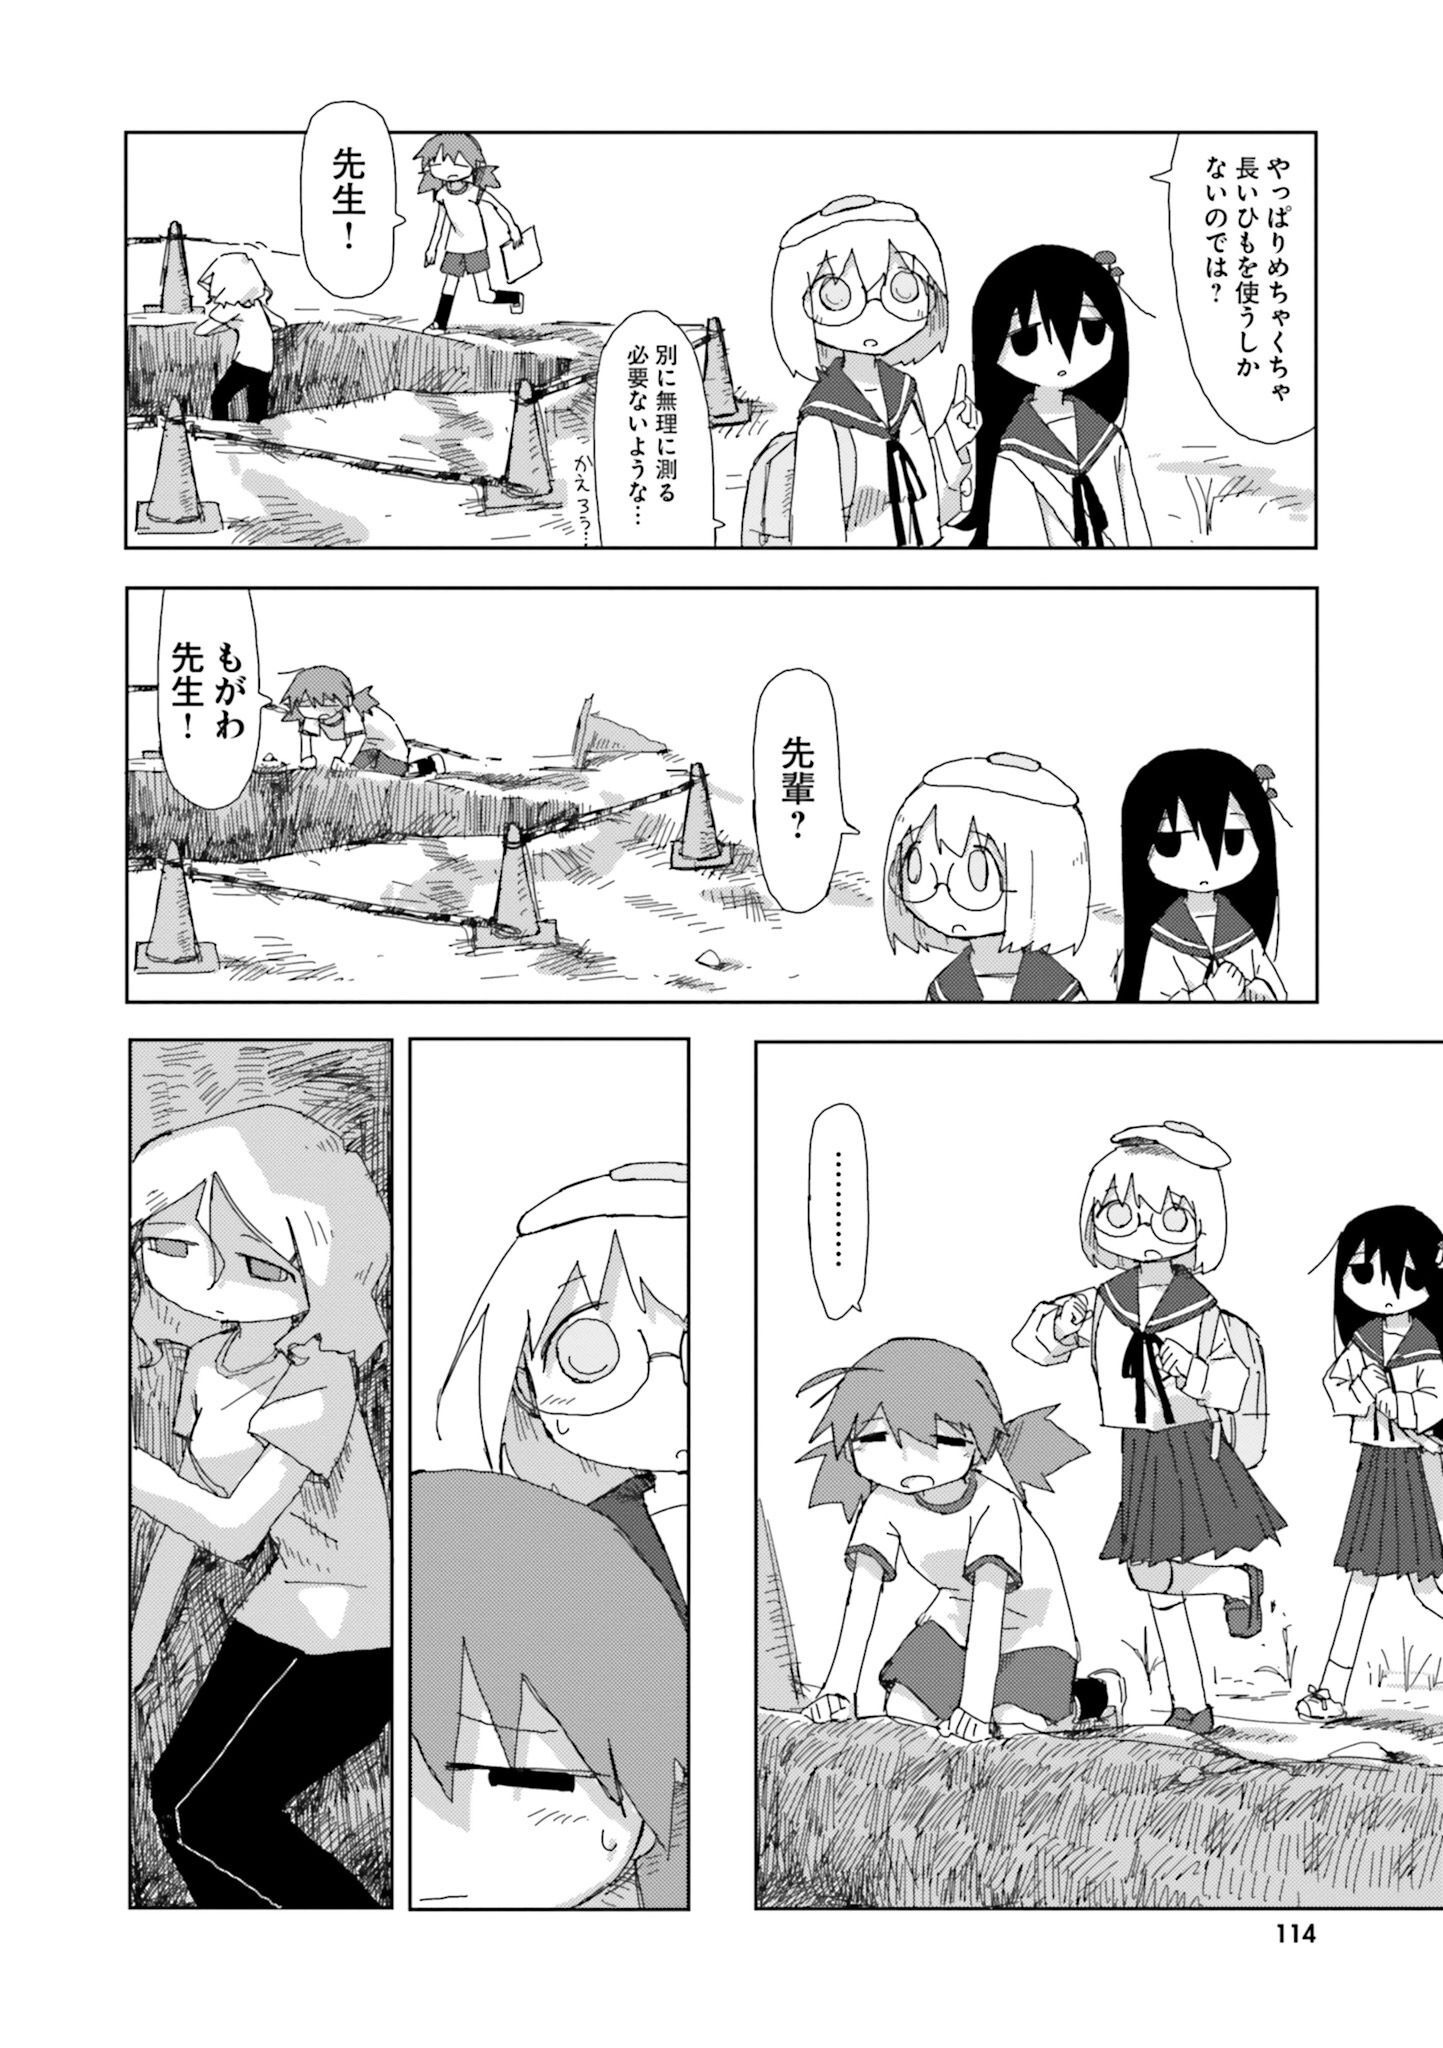 やっぱりめちゃくちゃ
長いひもを使うしか
ないのでは？
別に無理に測る
必要ないような…
かえろう？
先生！
先輩？
もがわ
先生！
………
114